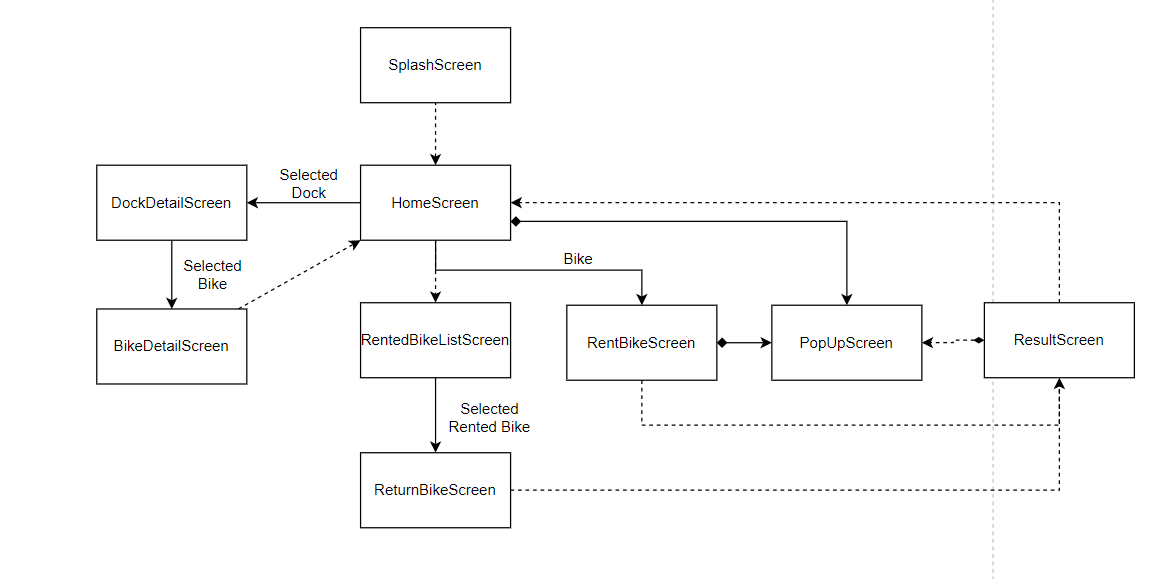 SplashScreen
Selected
Dock
DockDetailScreen
HomeScreen
Selected
Bike
Bike
BikeDetailScreen
RentedBikeListScreen
RentBikeScreen
PopUpScreen
ResultScreen
Selected
Rented Bike
ReturnBikeScreen